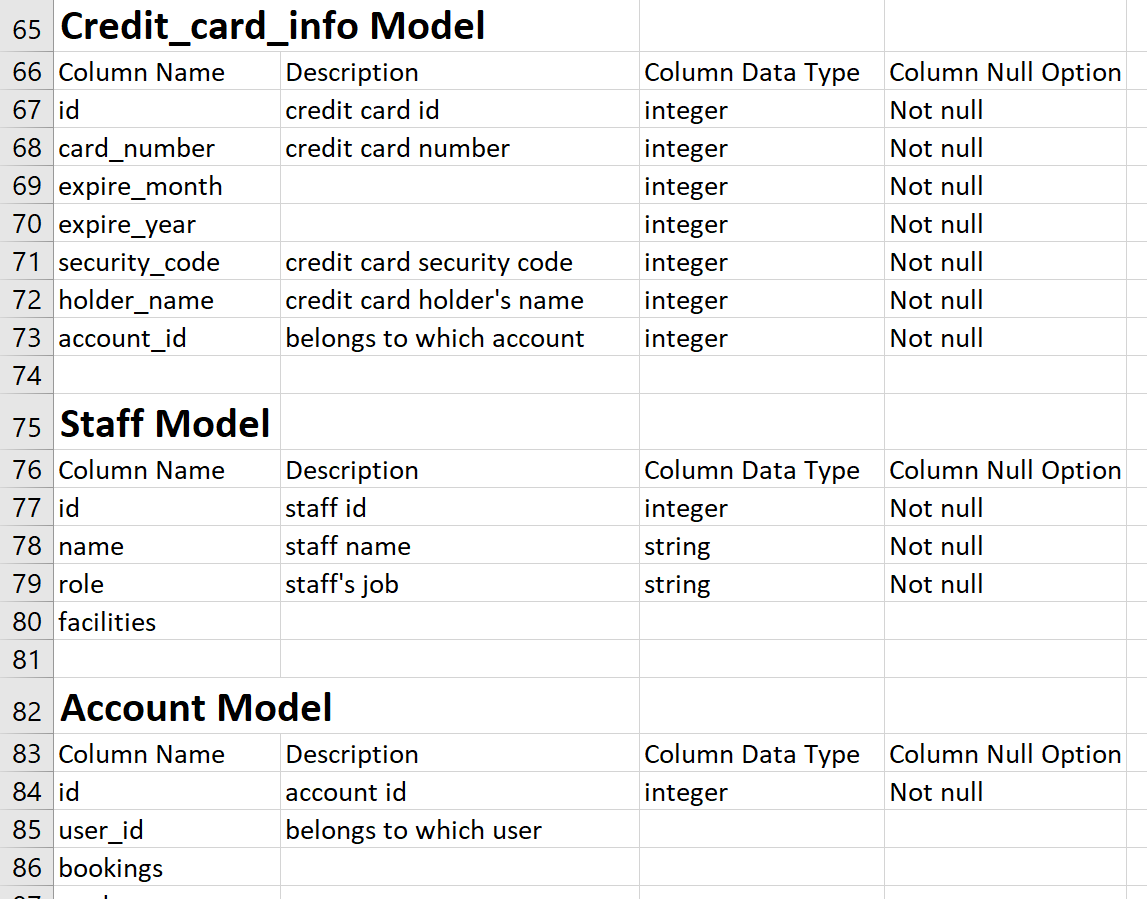 65 Credit_card_info Model
66 Column Name Description Column Data Type Column Null Option
67 id credit card id integer Not null
68 card_number credit card number integer Not null
69 expire_month integer Not null
70 expire_year integer Not null
71 security_code credit card security code integer Not null
72 holder_name credit card holder's name integer Not null
73 account_id belongs to which account integer Not null
74
75 Staff Model
76 Column Name Description Column Data Type Column Null Option
77 id staff id integer Not null
78 name staff name string Not null
79 role staff's job string Not null
80 facilities
81
82 Account Model
83 Column Name Description Column Data Type Column Null Option
84 id account id integer Not null
85 user_id belongs to which user
86 bookings